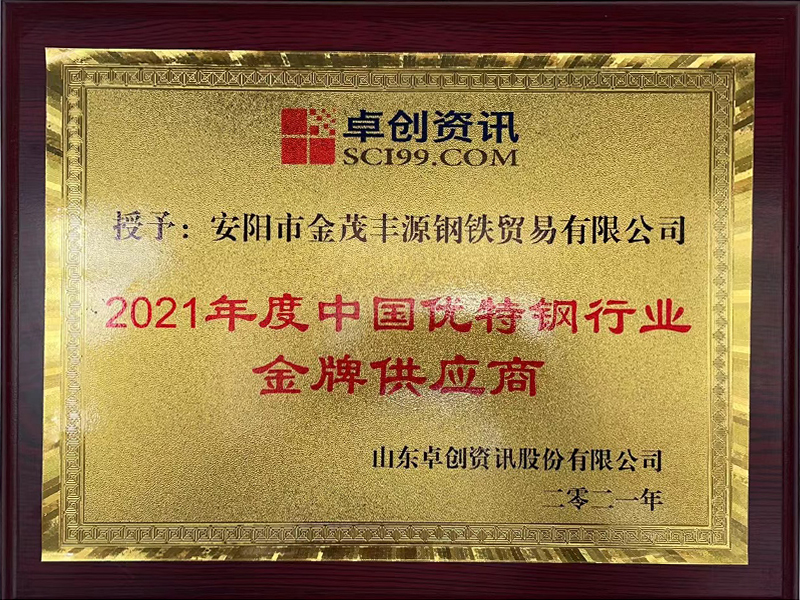 卓创资讯
SCI99.COM
授予：安阳市金茂丰源钢铁贸易有限公司
2021年度中国优特钢行业
金牌供应商
山东卓创资讯股份有限公司
二零二一年